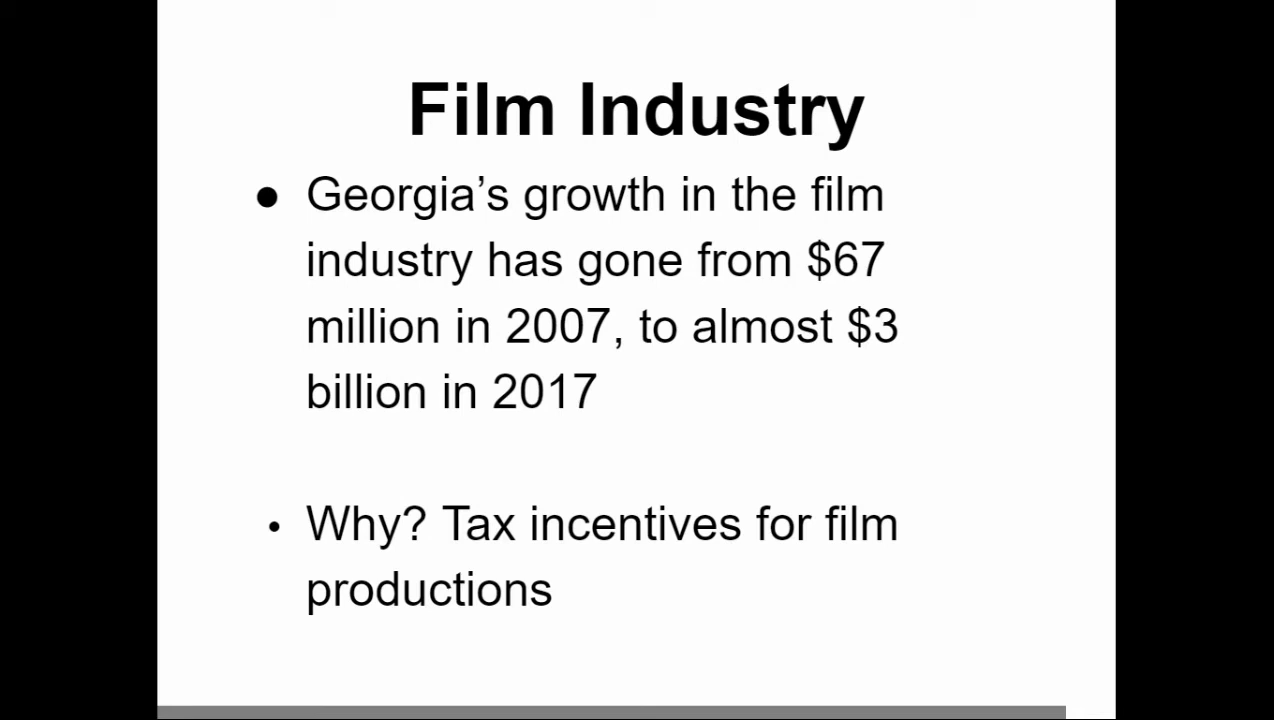 Film Industry
● Georgia’s growth in the film
industry has gone from $67
million in 2007, to almost $3
billion in 2017
• Why? Tax incentives for film
productions